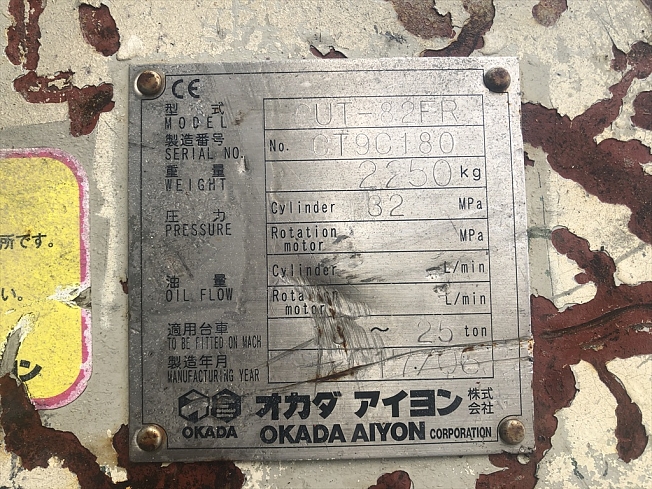 CE
型式 MODEL UT-82FR
製造番号 SERIAL NO. No. CT9C180
重量 WEIGHT 2250 kg
圧力 PRESSURE Cylinder 32 MPa
Rotation motor MPa
油量 OIL FLOW Cylinder L/min
Rotation motor L/min
適用台車 TO BE FITTED ON MACH ~ 25 ton
製造年月 MANUFACTURING YEAR
OKADA オカダ アイヨン 株式会社
OKADA AIYON CORPORATION
所です。
い。
ン